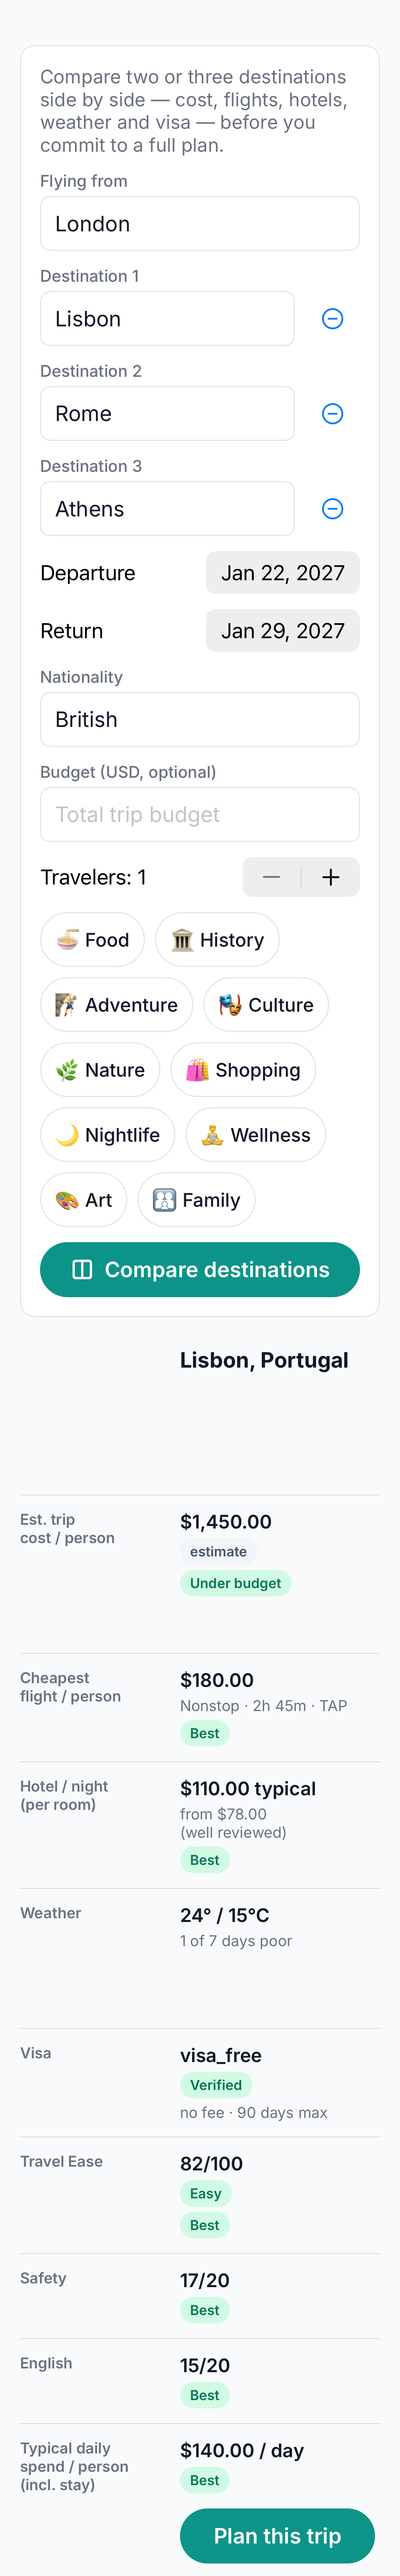 Compare two or three destinations
side by side — cost, flights, hotels,
weather and visa — before you
commit to a full plan.
Flying from
London
Destination 1
Lisbon
Destination 2
Rome
Destination 3
Athens
Departure
Jan 22, 2027
Return
Jan 29, 2027
Nationality
British
Budget (USD, optional)
Total trip budget
Travelers: 1
Food
History
Adventure
Culture
Nature
Shopping
Nightlife
Wellness
Art
Family
Compare destinations
Lisbon, Portugal
Est. trip
cost / person
$1,450.00
estimate
Under budget
Cheapest
flight / person
$180.00
Nonstop · 2h 45m · TAP
Best
Hotel / night
(per room)
$110.00 typical
from $78.00
(well reviewed)
Best
Weather
24° / 15°C
1 of 7 days poor
Visa
visa_free
Verified
no fee · 90 days max
Travel Ease
82/100
Easy
Best
Safety
17/20
Best
English
15/20
Best
Typical daily
spend / person
(incl. stay)
$140.00 / day
Best
Plan this trip